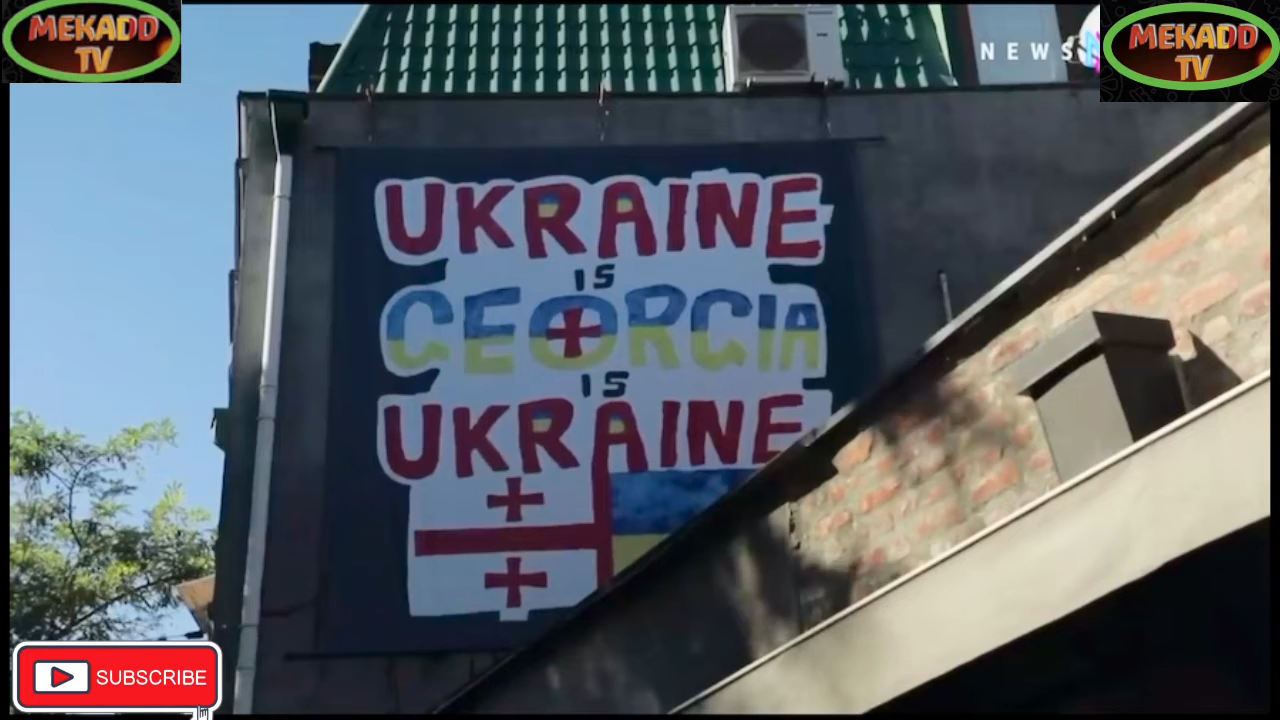 MEKADD
TV
NEWS
MEKADD
TV
UKRAINE
IS
GEORGIA
IS
UKRAINE
SUBSCRIBE